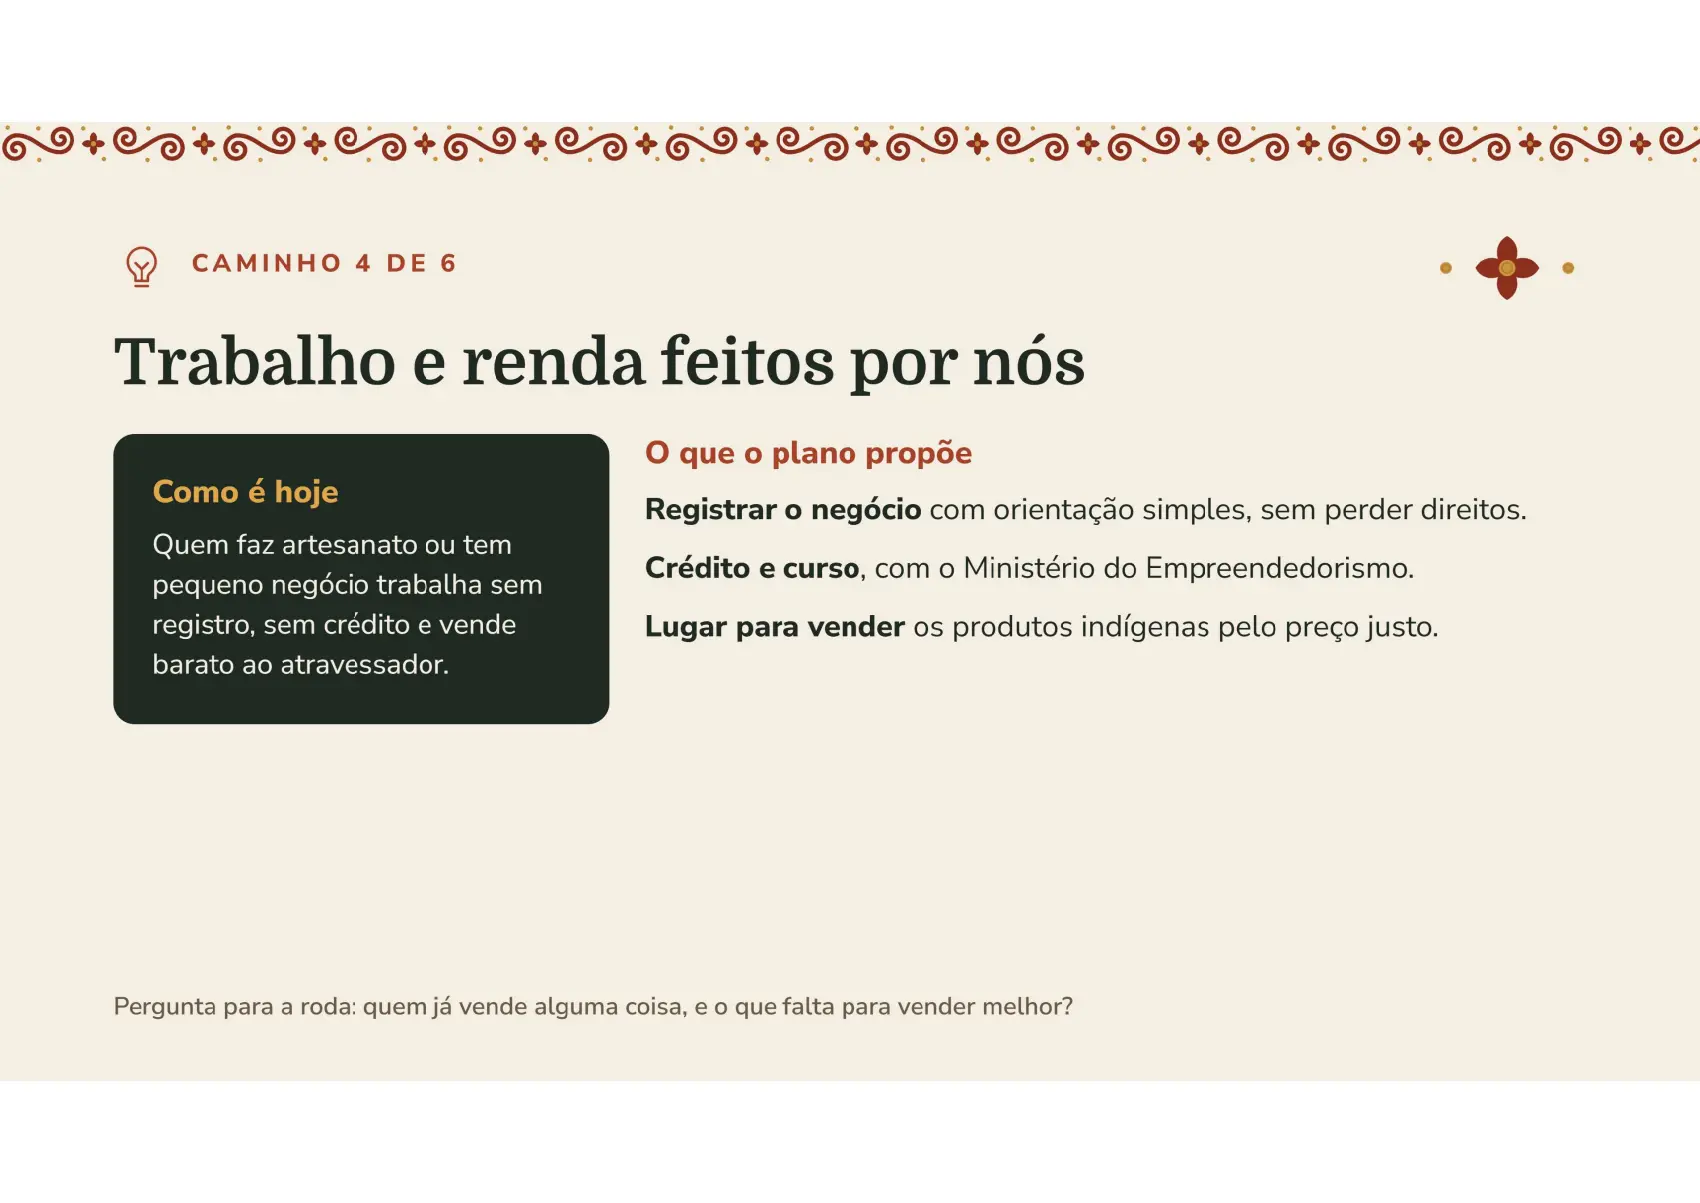 CAMINHO 4 DE 6
Trabalho e renda feitos por nós
Como é hoje
Quem faz artesanato ou tem
pequeno negócio trabalha sem
registro, sem crédito e vende
barato ao atravessador.
O que o plano propõe
Registrar o negócio com orientação simples, sem perder direitos.
Crédito e curso, com o Ministério do Empreendedorismo.
Lugar para vender os produtos indígenas pelo preço justo.
Pergunta para a roda: quem já vende alguma coisa, e o que falta para vender melhor?